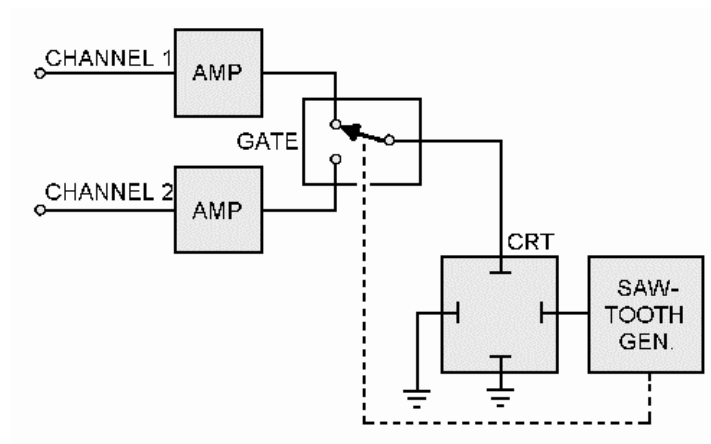 CHANNEL 1
AMP
GATE
CHANNEL 2
AMP
CRT
SAW-
TOOTH
GEN.